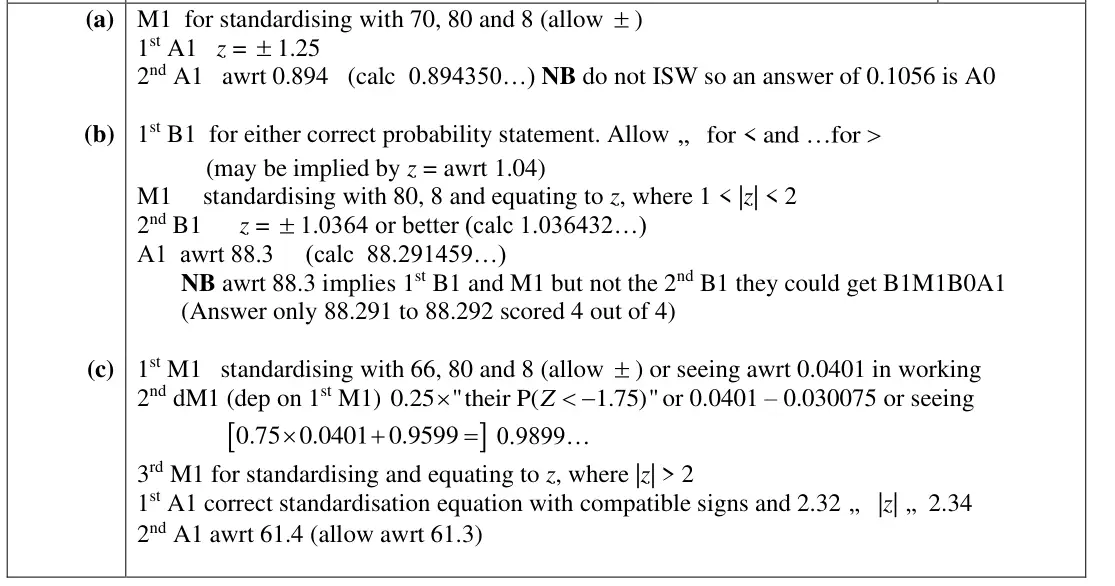 (a) M1 for standardising with 70, 80 and 8 (allow ± )
1st A1 z = ± 1.25
2nd A1 awrt 0.894 (calc 0.894350…) NB do not ISW so an answer of 0.1056 is A0
(b) 1st B1 for either correct probability statement. Allow „ for < and …for >
(may be implied by z = awrt 1.04)
M1 standardising with 80, 8 and equating to z, where 1 < |z| < 2
2nd B1 z = ± 1.0364 or better (calc 1.036432…)
A1 awrt 88.3 (calc 88.291459…)
NB awrt 88.3 implies 1st B1 and M1 but not the 2nd B1 they could get B1M1B0A1
(Answer only 88.291 to 88.292 scored 4 out of 4)
(c) 1st M1 standardising with 66, 80 and 8 (allow ± ) or seeing awrt 0.0401 in working
2nd dM1 (dep on 1st M1) 0.25×"their P(Z < −1.75)" or 0.0401 – 0.030075 or seeing
[0.75×0.0401+0.9599 =] 0.9899…
3rd M1 for standardising and equating to z, where |z| > 2
1st A1 correct standardisation equation with compatible signs and 2.32 „ |z| „ 2.34
2nd A1 awrt 61.4 (allow awrt 61.3)